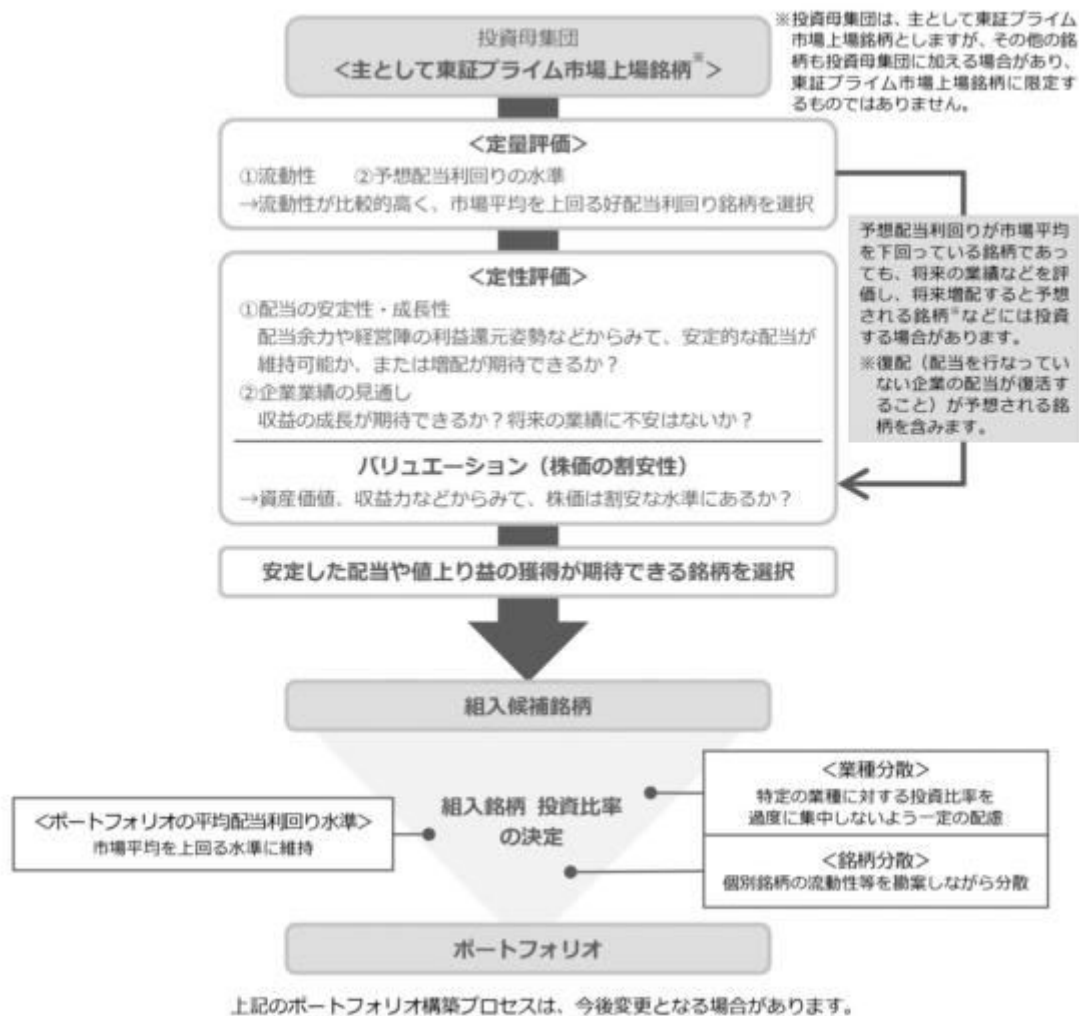 投資母集団
<主として東証プライム市場上場銘柄※>
※投資母集団は、主として東証プライム
市場上場銘柄としますが、その他の銘
柄も投資母集団に加える場合があり、
東証プライム市場上場銘柄に限定す
るものではありません。
<定量評価>
①流動性 ②予想配当利回りの水準
→流動性が比較的高く、市場平均を上回る好配当利回り銘柄を選択
予想配当利回りが市場平均
を下回っている銘柄であっ
ても、将来の業績などを評
価し、将来増配すると予想
される銘柄※などには投資
する場合があります。
※復配（配当を行なってい
ない企業の配当が復活す
ること）が予想される銘
柄を含みます。
<定性評価>
①配当の安定性・成長性
配当余力や経営陣の利益還元姿勢などからみて、安定的な配当が
維持可能か、または増配が期待できるか？
②企業業績の見通し
収益の成長が期待できるか？将来の業績に不安はないか？
バリュエーション（株価の割安性）
→資産価値、収益力などからみて、株価は割安な水準にあるか？
安定した配当や値上り益の獲得が期待できる銘柄を選択
組入候補銘柄
組入銘柄 投資比率
の決定
<ポートフォリオの平均配当利回り水準>
市場平均を上回る水準に維持
<業種分散>
特定の業種に対する投資比率を
過度に集中しないよう一定の配慮
<銘柄分散>
個別銘柄の流動性等を勘案しながら分散
ポートフォリオ
上記のポートフォリオ構築プロセスは、今後変更となる場合があります。